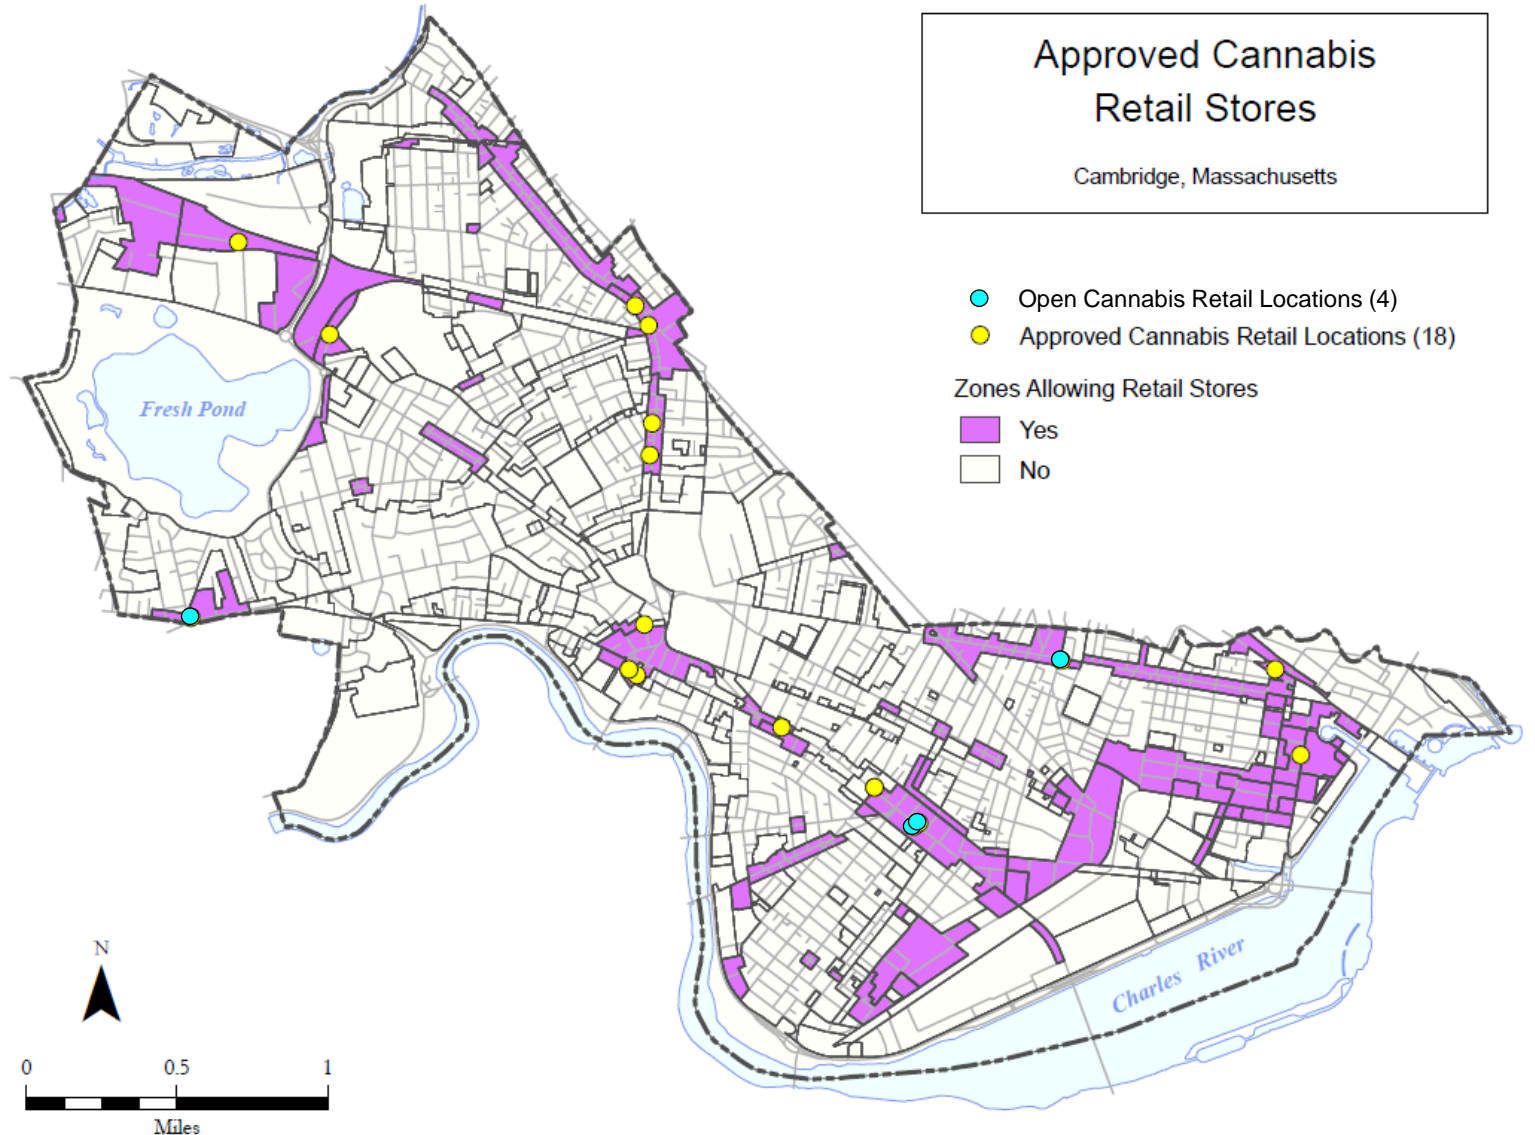 Approved Cannabis
Retail Stores
Cambridge, Massachusetts
Open Cannabis Retail Locations (4)
Approved Cannabis Retail Locations (18)
Zones Allowing Retail Stores
Yes
No
Fresh Pond
Charles River
N
0 0.5 1
Miles